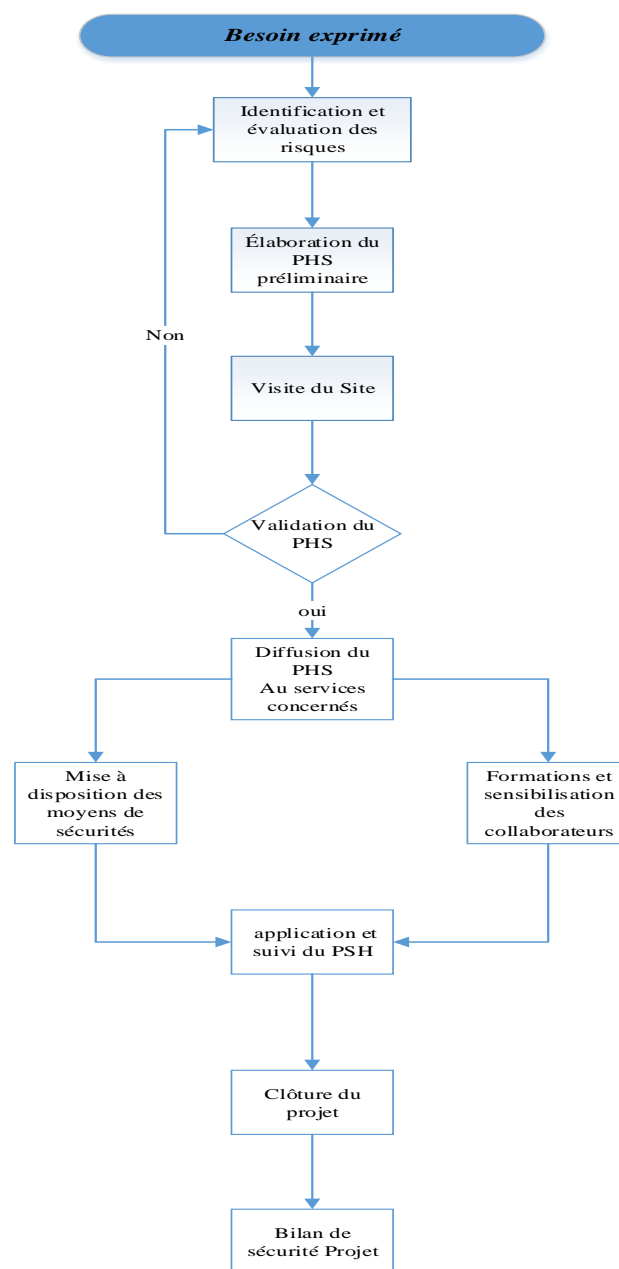 Besoin exprimé
Identification et
évaluation des
risques
Élaboration du
PHS
préliminaire
Non
Visite du Site
Validation du
PHS
oui
Diffusion du
PHS
Au services
concernés
Mise à
disposition des
moyens de
sécurités
Formations et
sensibilisation
des
collaborateurs
application et
suivi du PSH
Clôture du
projet
Bilan de
sécurité Projet